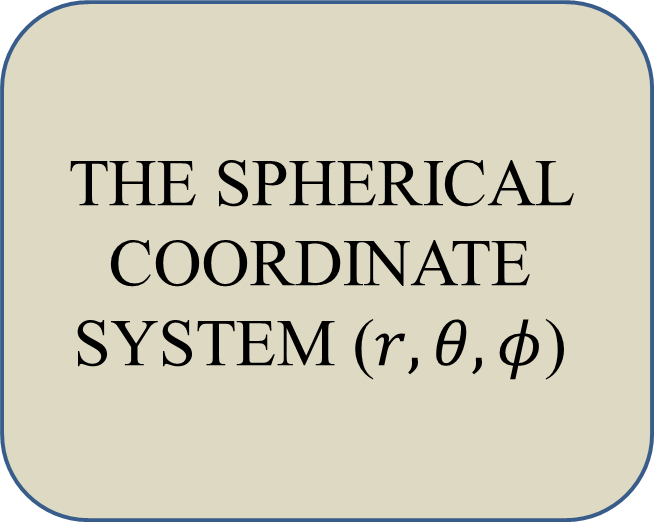 THE SPHERICAL
COORDINATE
SYSTEM (𝑟, 𝜃, 𝜙)